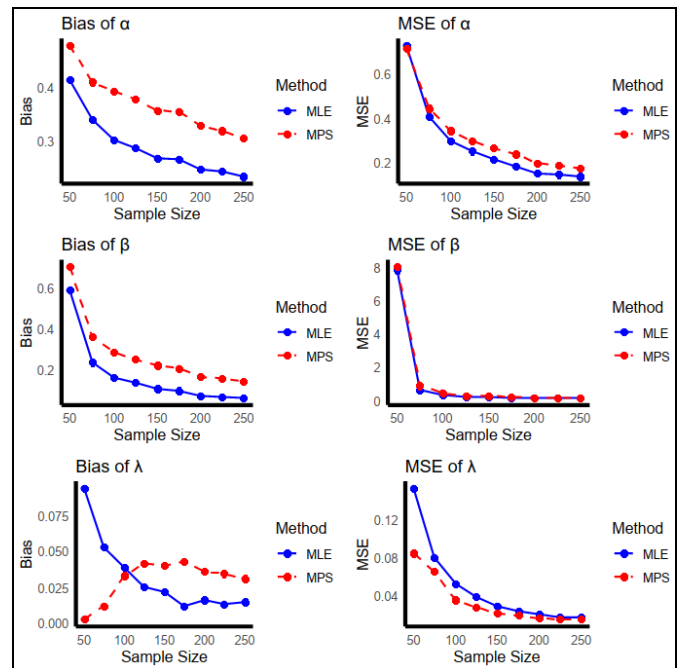 Bias of α
Bias
0.4
0.3
50 100 150 200 250
Sample Size
Method
MLE
MPS
MSE of α
MSE
0.6
0.4
0.2
50 100 150 200 250
Sample Size
Method
MLE
MPS
Bias of β
Bias
0.6
0.4
0.2
50 100 150 200 250
Sample Size
Method
MLE
MPS
MSE of β
MSE
8
6
4
2
0
50 100 150 200 250
Sample Size
Method
MLE
MPS
Bias of λ
Bias
0.075
0.050
0.025
0.000
50 100 150 200 250
Sample Size
Method
MLE
MPS
MSE of λ
MSE
0.12
0.08
0.04
50 100 150 200 250
Sample Size
Method
MLE
MPS